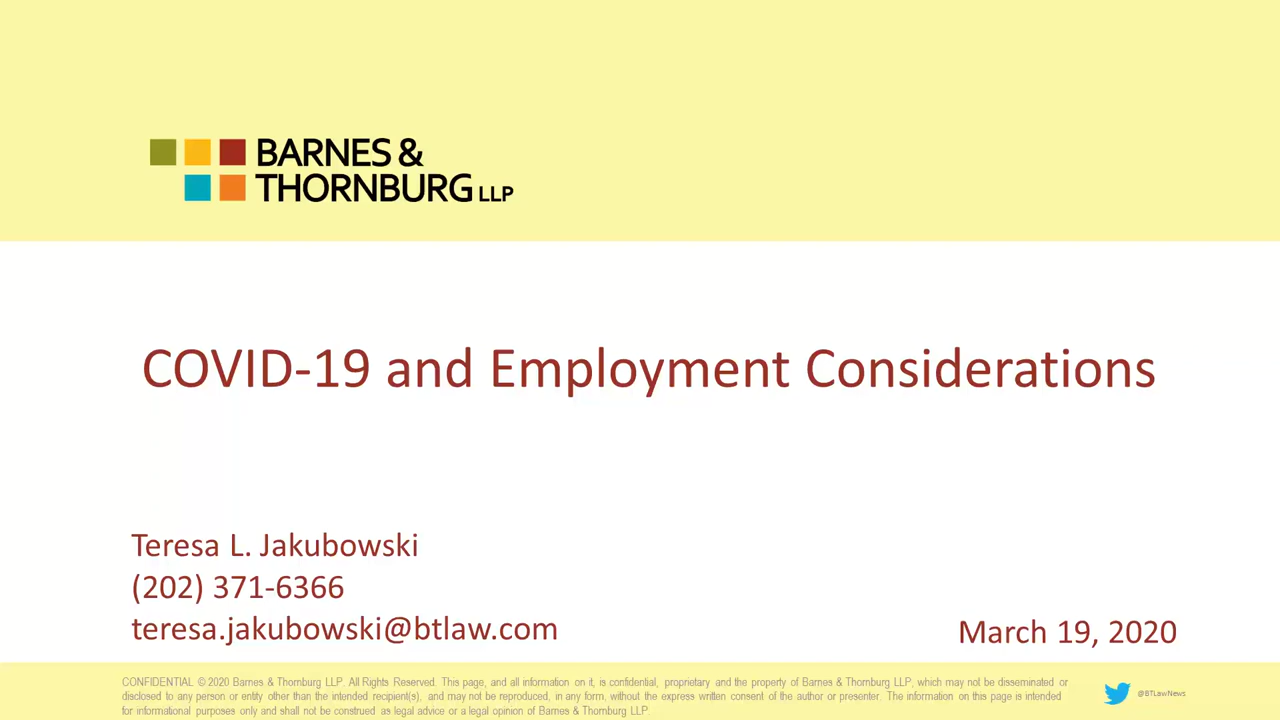 BARNES &
THORNBURG LLP
COVID-19 and Employment Considerations
Teresa L. Jakubowski
(202) 371-6366
teresa.jakubowski@btlaw.com
March 19, 2020
CONFIDENTIAL © 2020 Barnes & Thornburg LLP. All Rights Reserved. This page, and all information on it, is confidential, proprietary and the property of Barnes & Thornburg LLP, which may not be disseminated or
disclosed to any person or entity other than the intended recipient(s), and may not be reproduced, in any form, without the express written consent of the author or presenter. The information on this page is intended
for informational purposes only and shall not be construed as legal advice or a legal opinion of Barnes & Thornburg LLP.
@BTLawNews